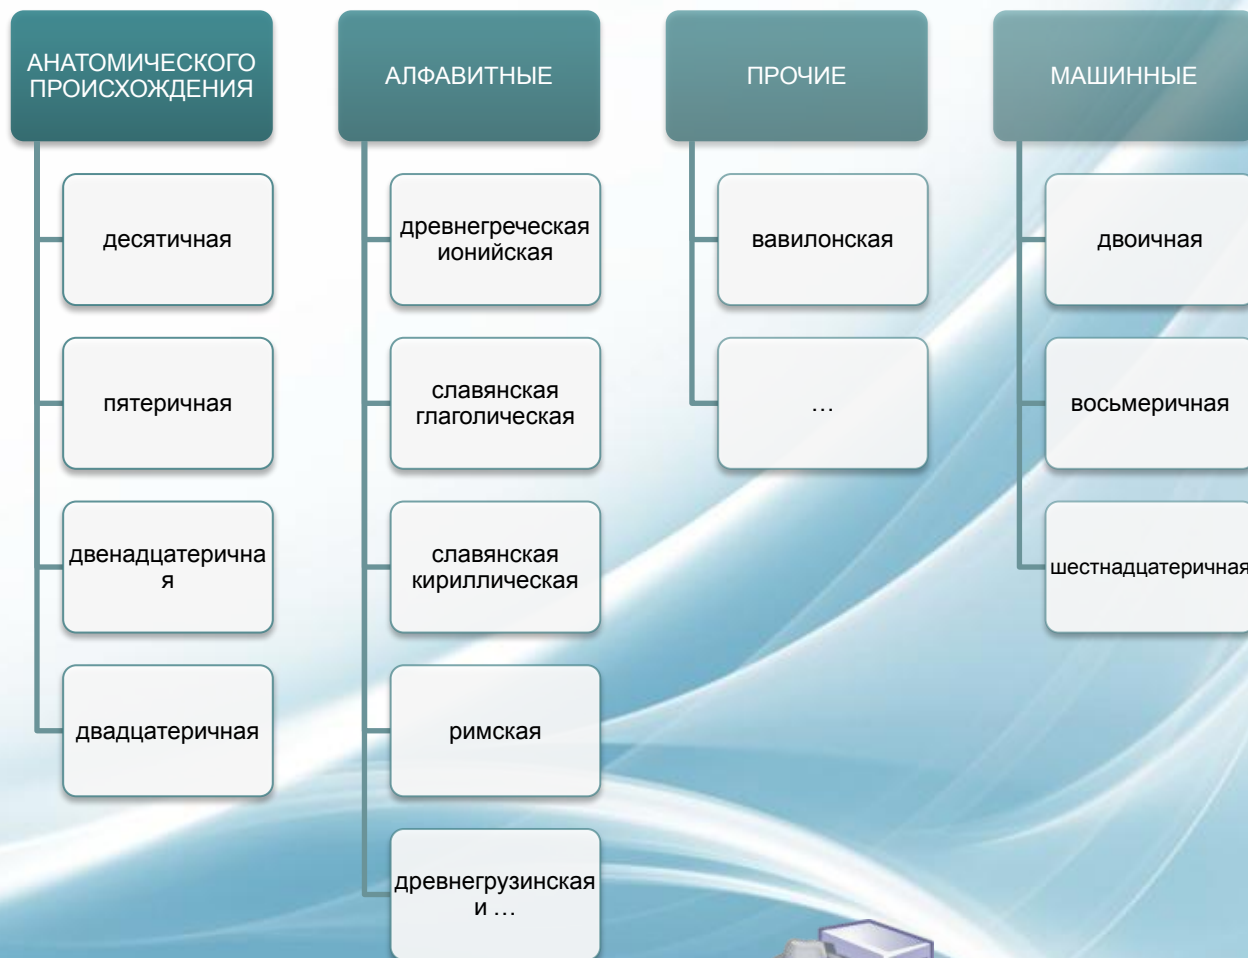 АНАТОМИЧЕСКОГО
ПРОИСХОЖДЕНИЯ
десятичная
пятеричная
двенадцатерична
я
двадцатеричная
АЛФАВИТНЫЕ
древнегреческая
ионийская
славянская
глаголическая
славянская
кириллическая
римская
древнегрузинская
и …
ПРОЧИЕ
вавилонская
…
МАШИННЫЕ
двоичная
восьмеричная
шестнадцатеричная